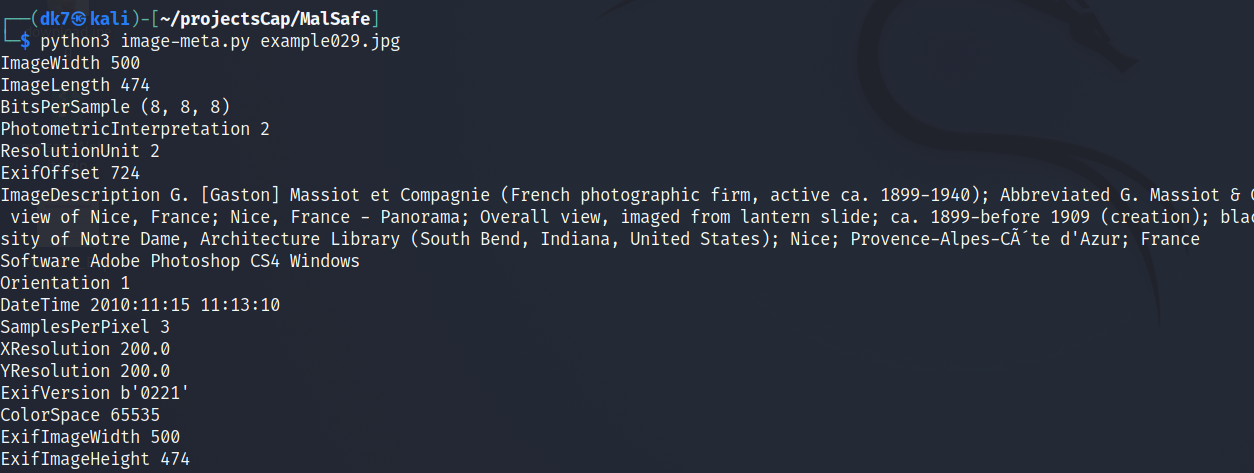 ┌──(dk7㉿kali)-[~/projectsCap/MalSafe]
└─$ python3 image-meta.py example029.jpg
ImageWidth 500
ImageLength 474
BitsPerSample (8, 8, 8)
PhotometricInterpretation 2
ResolutionUnit 2
ExifOffset 724
ImageDescription G. [Gaston] Massiot et Compagnie (French photographic firm, active ca. 1899-1940); Abbreviated G. Massiot &
view of Nice, France; Nice, France - Panorama; Overall view, imaged from lantern slide; ca. 1899-before 1909 (creation);
sity of Notre Dame, Architecture Library (South Bend, Indiana, United States); Nice; Provence-Alpes-CÃ´te d'Azur; France
Software Adobe Photoshop CS4 Windows
Orientation 1
DateTime 2010:11:15 11:13:10
SamplesPerPixel 3
XResolution 200.0
YResolution 200.0
ExifVersion b'0221'
ColorSpace 65535
ExifImageWidth 500
ExifImageHeight 474